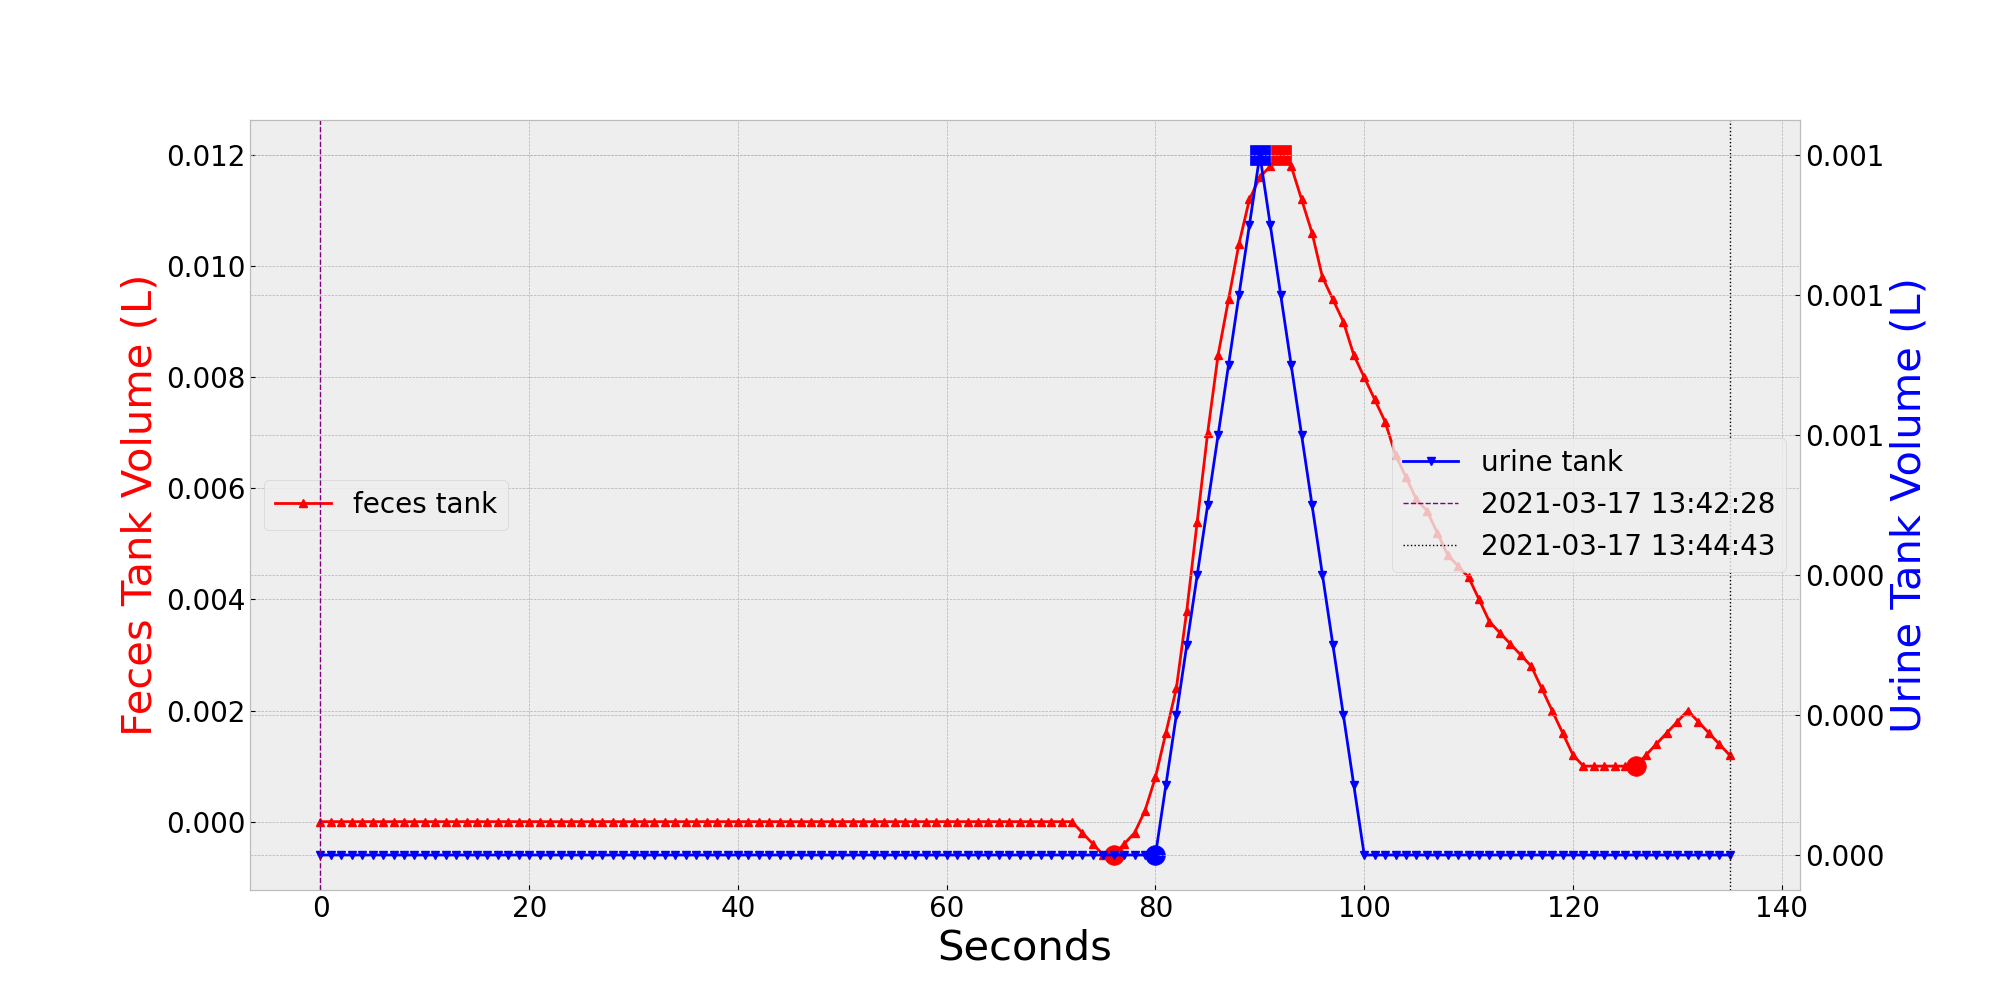 0.012
0.010
0.008
0.006
0.004
0.002
0.000
Feces Tank Volume (L)
feces tank
urine tank
2021-03-17 13:42:28
2021-03-17 13:44:43
0.001
0.001
0.001
0.000
0.000
0.000
Urine Tank Volume (L)
0 20 40 60 80 100 120 140
Seconds